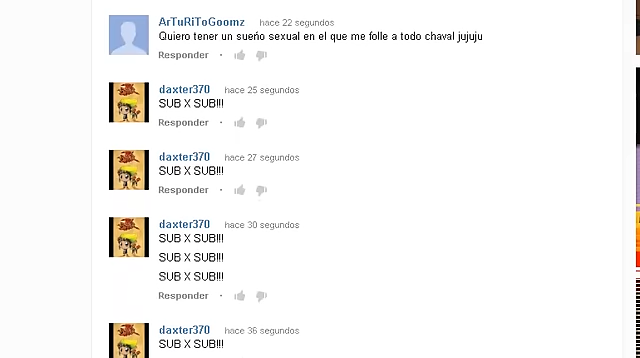 ArTuRiToGoomz hace 22 segundos
Quiero tener un sueño sexual en el que me folle a todo chaval jujuju
Responder ·
daxter370 hace 25 segundos
SUB X SUB!!!
Responder ·
daxter370 hace 27 segundos
SUB X SUB!!!
Responder ·
daxter370 hace 30 segundos
SUB X SUB!!!
SUB X SUB!!!
SUB X SUB!!!
Responder ·
daxter370 hace 36 segundos
SUB X SUB!!!